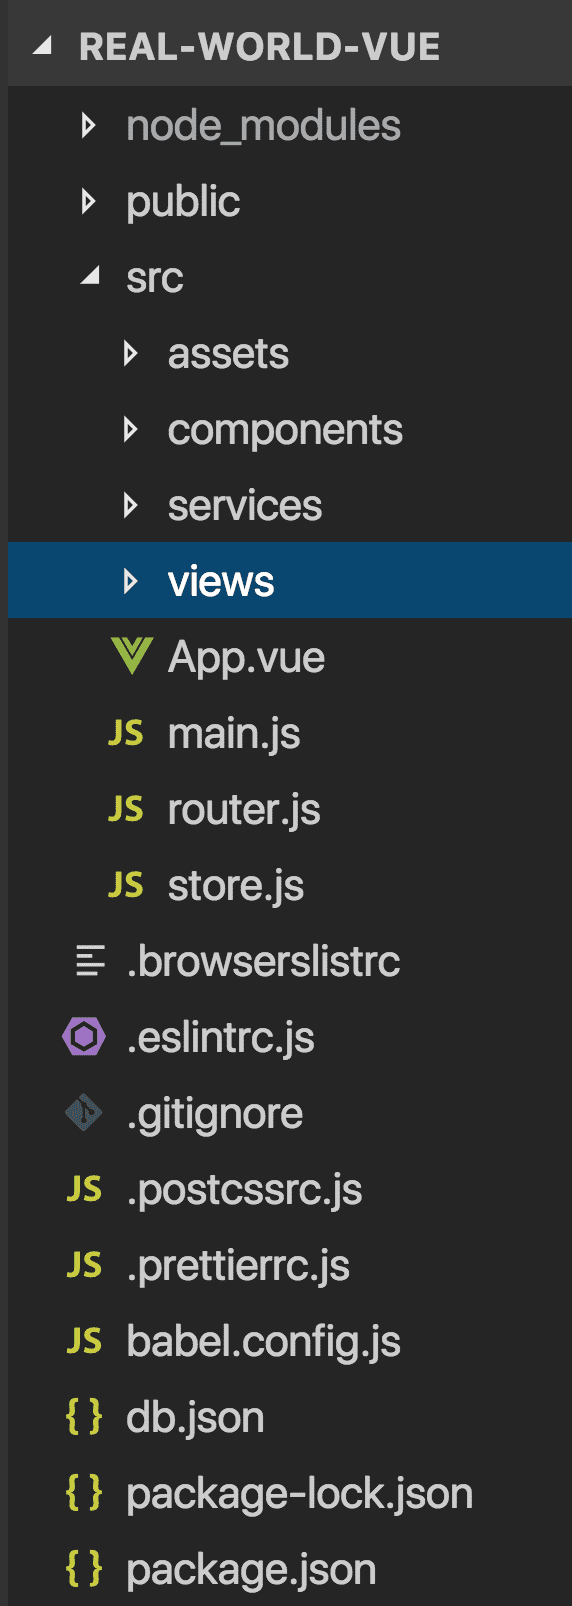 REAL-WORLD-VUE
node_modules
public
src
assets
components
services
views
App.vue
JS main.js
JS router.js
JS store.js
.browserslistrc
.eslintrc.js
.gitignore
JS .postcssrc.js
JS .prettierrc.js
JS babel.config.js
{ } db.json
{ } package-lock.json
{ } package.json